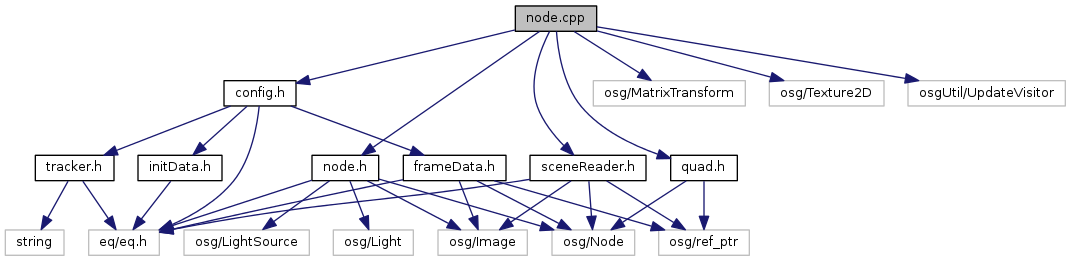 node.cpp
config.h
osg/MatrixTransform
osg/Texture2D
osgUtil/UpdateVisitor
tracker.h
initData.h
node.h
frameData.h
sceneReader.h
quad.h
string
eq/eq.h
osg/LightSource
osg/Light
osg/Image
osg/Node
osg/ref_ptr